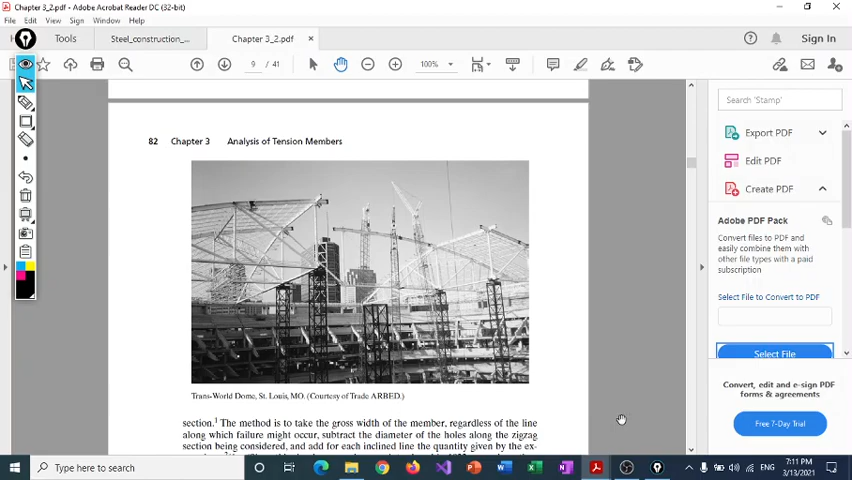 Chapter 3_2.pdf - Adobe Acrobat Reader DC (32-bit)
File Edit View Sign Window Help
Tools
Steel_construction_...
Chapter 3_2.pdf ×
Sign In
9 / 41
100%
82 Chapter 3 Analysis of Tension Members
Trans-World Dome, St. Louis, MO. (Courtesy of Trade ARBED.)
section.1 The method is to take the gross width of the member, regardless of the line
along which failure might occur, subtract the diameter of the holes along the zigzag
section being considered, and add for each inclined line the quantity given by the ex-
Search 'Stamp'
Export PDF
Edit PDF
Create PDF
Adobe PDF Pack
Convert files to PDF and
easily combine them with
other file types with a paid
subscription
Select File to Convert to PDF
Select File
Convert, edit and e-sign PDF
forms & agreements
Free 7-Day Trial
Type here to search
ENG
7:11 PM
3/13/2021